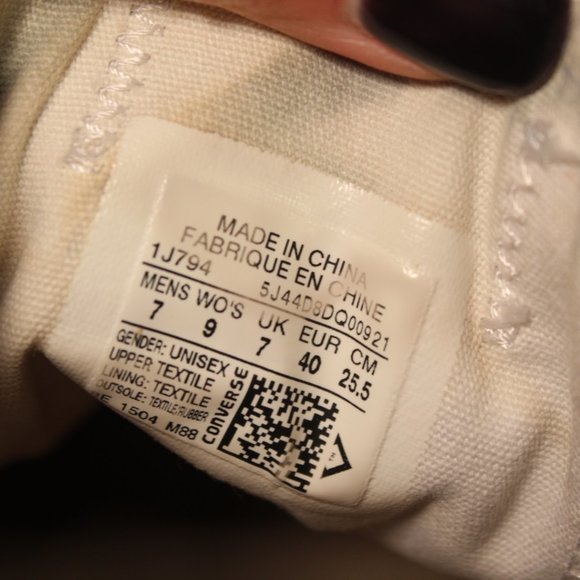 MADE IN CHINA
FABRIQUE EN CHINE
1J794 5J44D8DQ00921
MENS WO'S UK EUR CM
7 9 7 40 25.5
GENDER: UNISEX
UPPER TEXTILE
LINING: TEXTILE
OUTSOLE: TEXTILE/RUBBER
1504 M88
CONVERSE
TM